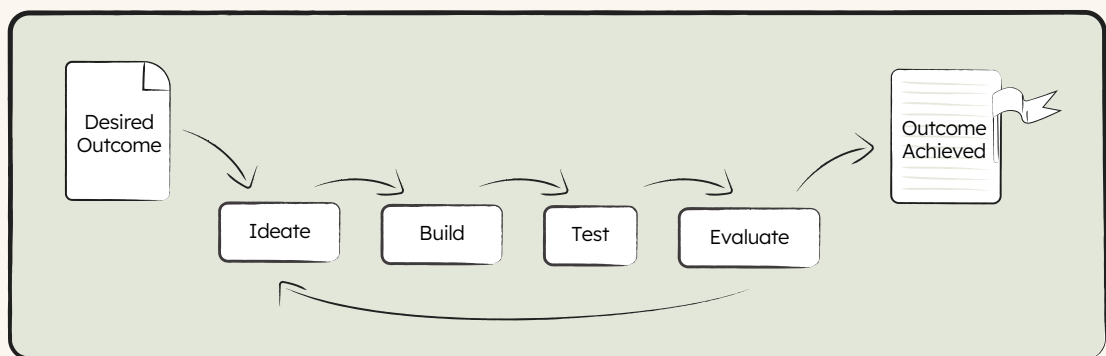 Desired
Outcome
Ideate
Build
Test
Evaluate
Outcome
Achieved